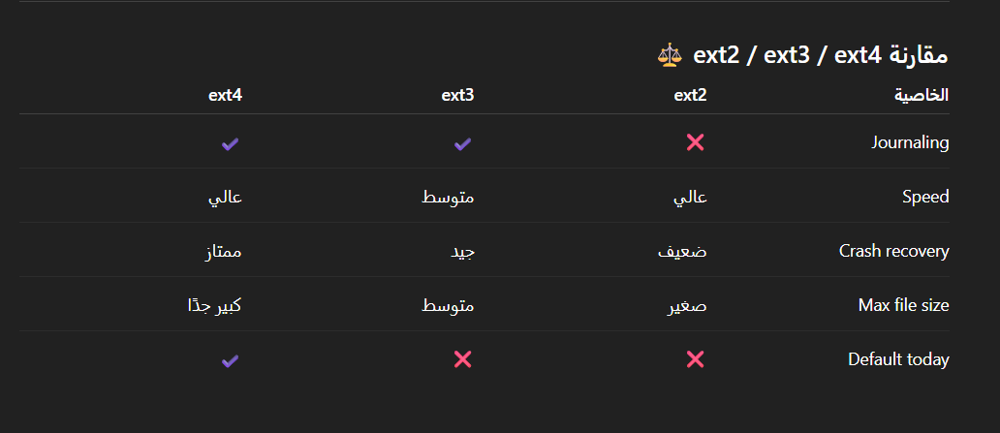 مقارنة ext2 / ext3 / ext4 ⚖️
الخاصية ext2 ext3 ext4
Journaling ❌ ✔
Speed عالي متوسط عالي
Crash recovery ضعيف جيد ممتاز
Max file size صغير متوسط كبير جدًا
Default today ❌ ❌ ✔